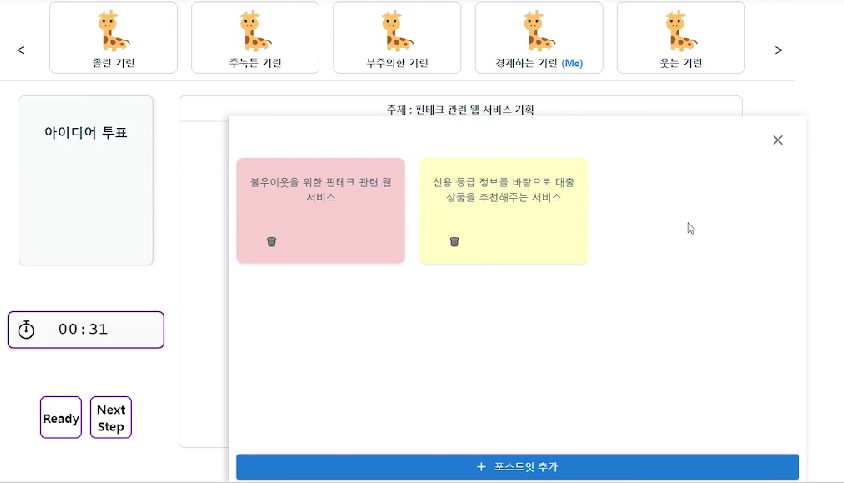 <
졸린 기린
주눅든 기린
부주의한 기린
경계하는 기린 (Me)
웃는 기린
>
아이디어 투표
주제 : 핀테크 관련 웹 서비스 기획
불우이웃을 위한 핀테크 관련 웹
서비스
신용 등급 정보를 바탕으로 대출
상품을 추천해주는 서비스
00:31
Ready
Next
Step
+ 포스트잇 추가